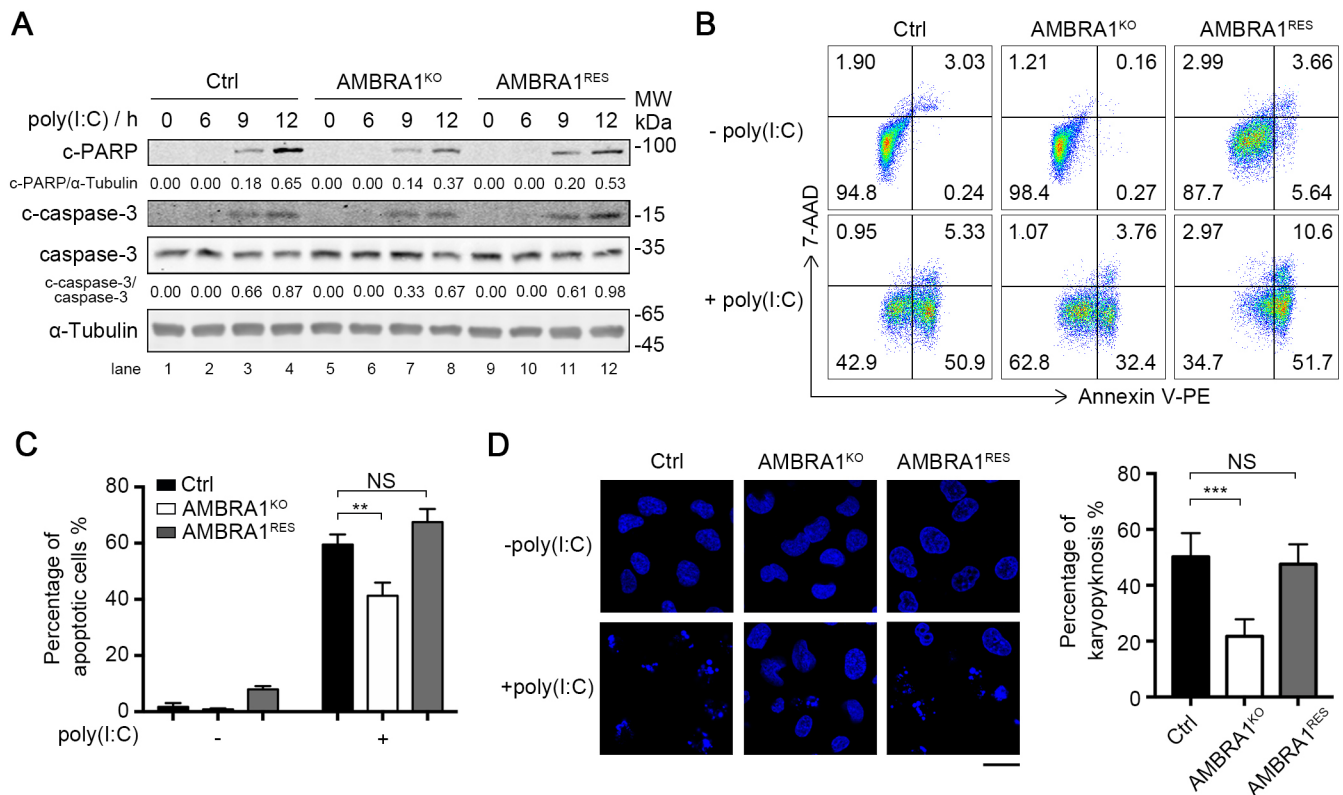 A
Ctrl AMBRA1KO AMBRA1RES MW
poly(I:C) / h 0 6 9 12 0 6 9 12 0 6 9 12 kDa
c-PARP -100
c-PARP/α-Tubulin 0.00 0.00 0.18 0.65 0.00 0.00 0.14 0.37 0.00 0.00 0.20 0.53
c-caspase-3 -15
caspase-3 -35
c-caspase-3/
caspase-3 0.00 0.00 0.66 0.87 0.00 0.00 0.33 0.67 0.00 0.00 0.61 0.98
-65
α-Tubulin
-45
lane 1 2 3 4 5 6 7 8 9 10 11 12
B
Ctrl AMBRA1KO AMBRA1RES
1.90 3.03 1.21 0.16 2.99 3.66
- poly(I:C)
94.8 0.24 98.4 0.27 87.7 5.64
7-AAD
0.95 5.33 1.07 3.76 2.97 10.6
+ poly(I:C)
42.9 50.9 62.8 32.4 34.7 51.7
Annexin V-PE
C
Percentage of
apoptotic cells %
80
60
40
20
0
Ctrl
AMBRA1KO
AMBRA1RES
NS
**
poly(I:C) - +
D
Ctrl AMBRA1KO AMBRA1RES
-poly(I:C)
+poly(I:C)
Percentage of
karyopyknosis %
80
60
40
20
0
NS
***
Ctrl
AMBRA1KO
AMBRA1RES